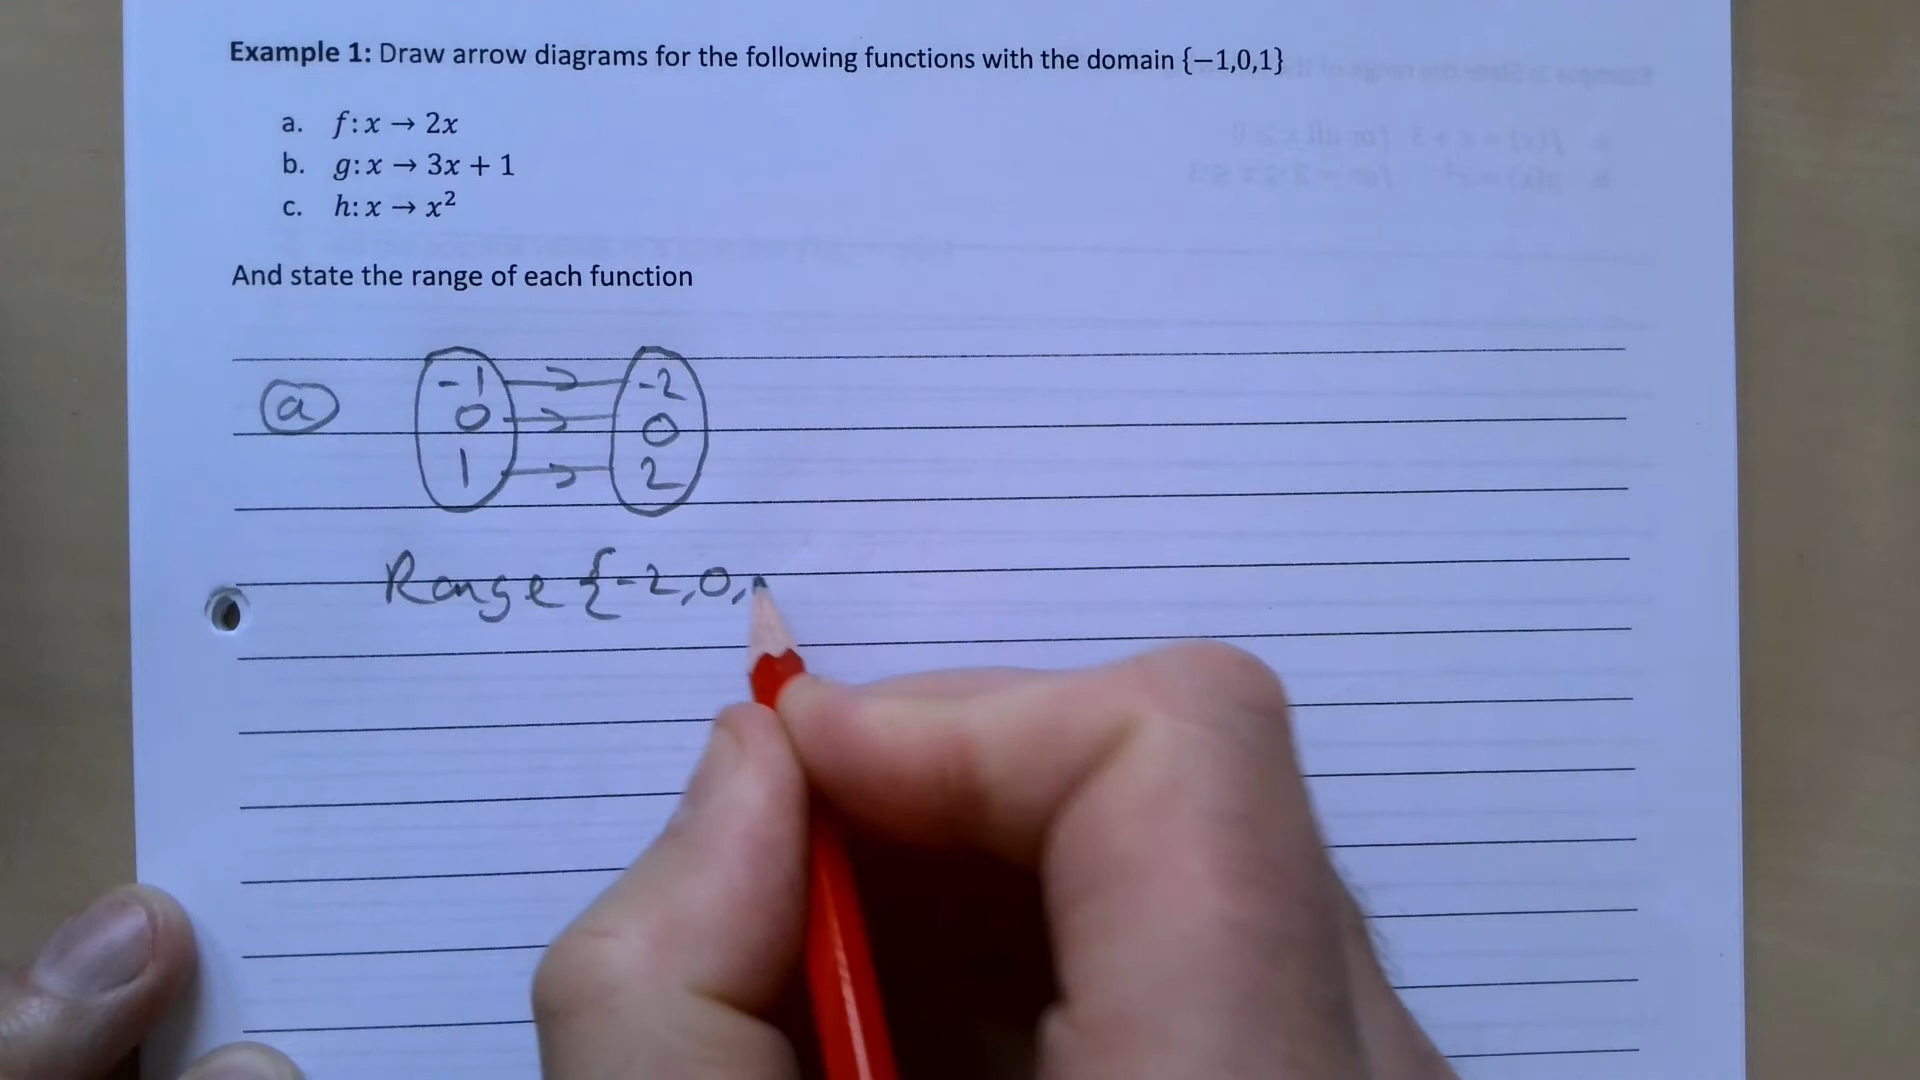 Example 1: Draw arrow diagrams for the following functions with the domain {−1,0,1}
a. f: x → 2x
b. g: x → 3x + 1
c. h: x → x²
And state the range of each function
a
-1 → -2
0 → 0
1 → 2
Range {-2,0,